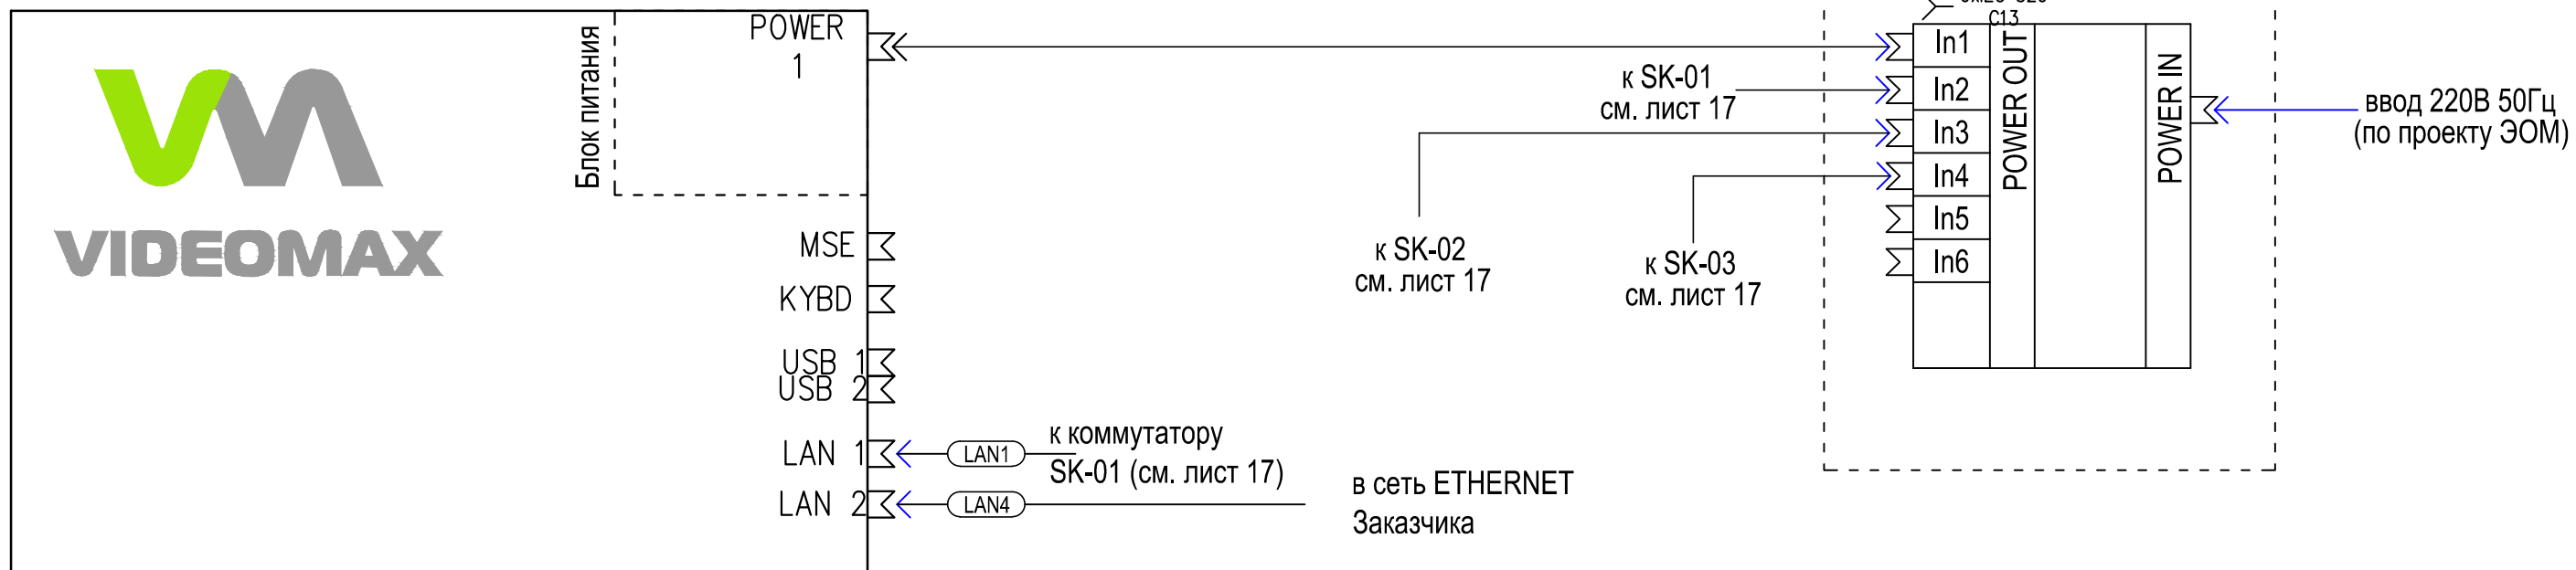 Блок питания
POWER
1
VIDEOMAX
MSE
KYBD
USB 1
USB 2
LAN 1
LAN 2
LAN1
к коммутатору
SK-01 (см. лист 17)
LAN4
в сеть ETHERNET
Заказчика
к SK-01
см. лист 17
к SK-02
см. лист 17
к SK-03
см. лист 17
C13
In1
In2
In3
In4
In5
In6
POWER OUT
POWER IN
ввод 220В 50Гц
(по проекту ЭОМ)